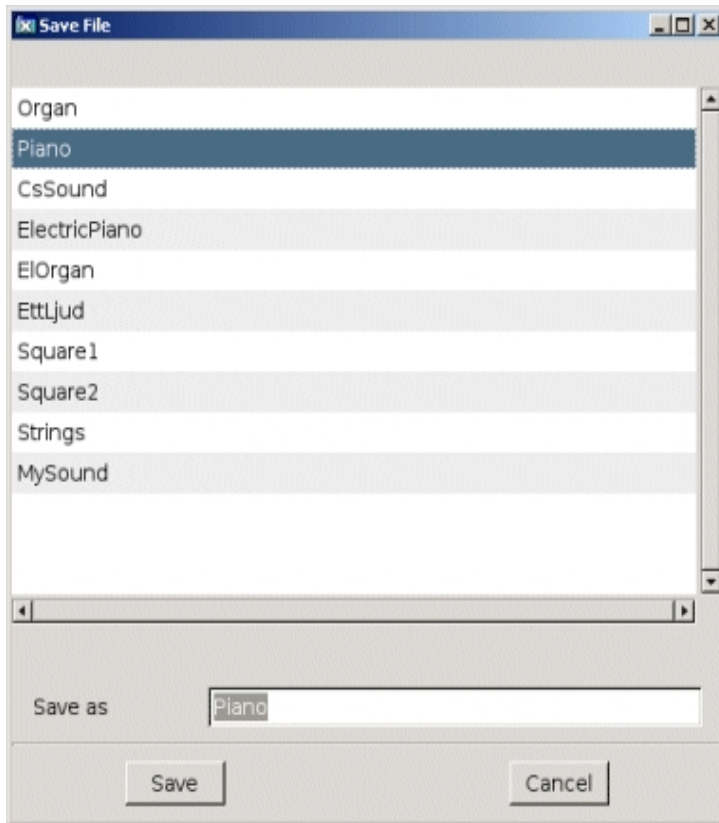 Save File
Organ
Piano
CsSound
ElectricPiano
ElOrgan
EttLjud
Square1
Square2
Strings
MySound
Save as Piano
Save Cancel